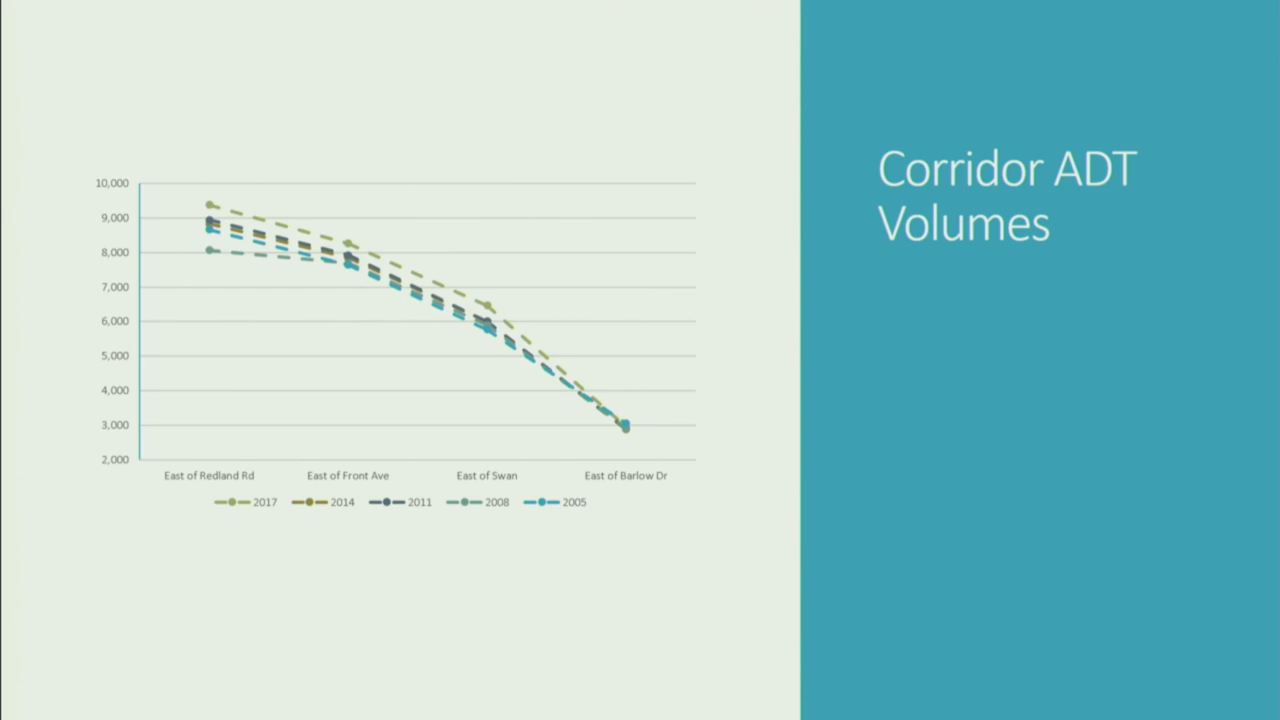 Corridor ADT
Volumes
10,000
9,000
8,000
7,000
6,000
5,000
4,000
3,000
2,000
East of Redland Rd East of Front Ave East of Swan East of Barlow Dr
2017 2014 2011 2008 2005